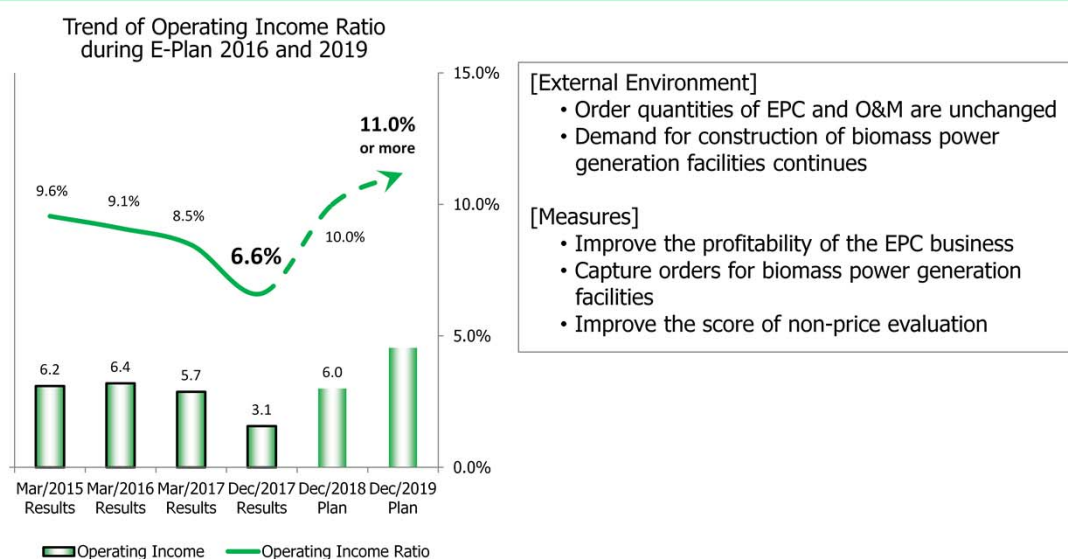 Trend of Operating Income Ratio
during E-Plan 2016 and 2019
15.0%
10.0%
5.0%
0.0%
11.0%
or more
9.6%
9.1%
8.5%
6.6%
10.0%
6.2
6.4
5.7
3.1
6.0
Mar/2015 Mar/2016 Mar/2017 Dec/2017 Dec/2018 Dec/2019
Results Results Results Results Plan Plan
Operating Income Operating Income Ratio
[External Environment]
• Order quantities of EPC and O&M are unchanged
• Demand for construction of biomass power
generation facilities continues
[Measures]
• Improve the profitability of the EPC business
• Capture orders for biomass power generation
facilities
• Improve the score of non-price evaluation